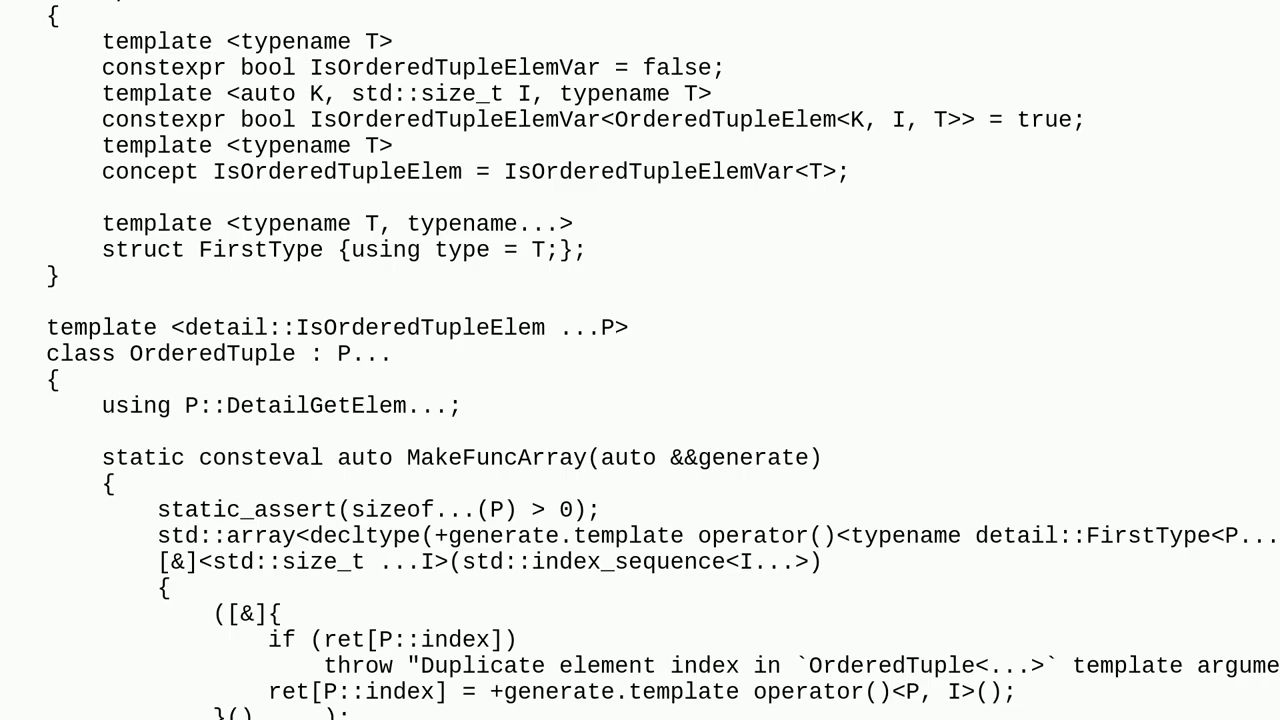 {
    template <typename T>
    constexpr bool IsOrderedTupleElemVar = false;
    template <auto K, std::size_t I, typename T>
    constexpr bool IsOrderedTupleElemVar<OrderedTupleElem<K, I, T>> = true;
    template <typename T>
    concept IsOrderedTupleElem = IsOrderedTupleElemVar<T>;

    template <typename T, typename...>
    struct FirstType {using type = T;};
}

template <detail::IsOrderedTupleElem ...P>
class OrderedTuple : P...
{
    using P::DetailGetElem...;

    static consteval auto MakeFuncArray(auto &&generate)
    {
        static_assert(sizeof...(P) > 0);
        std::array<decltype(+generate.template operator()<typename detail::FirstType<P...
        [&]<std::size_t ...I>(std::index_sequence<I...>)
        {
            ([&]{
                if (ret[P::index])
                    throw "Duplicate element index in `OrderedTuple<...>` template argume
                ret[P::index] = +generate.template operator()<P, I>();
            }(), ...);